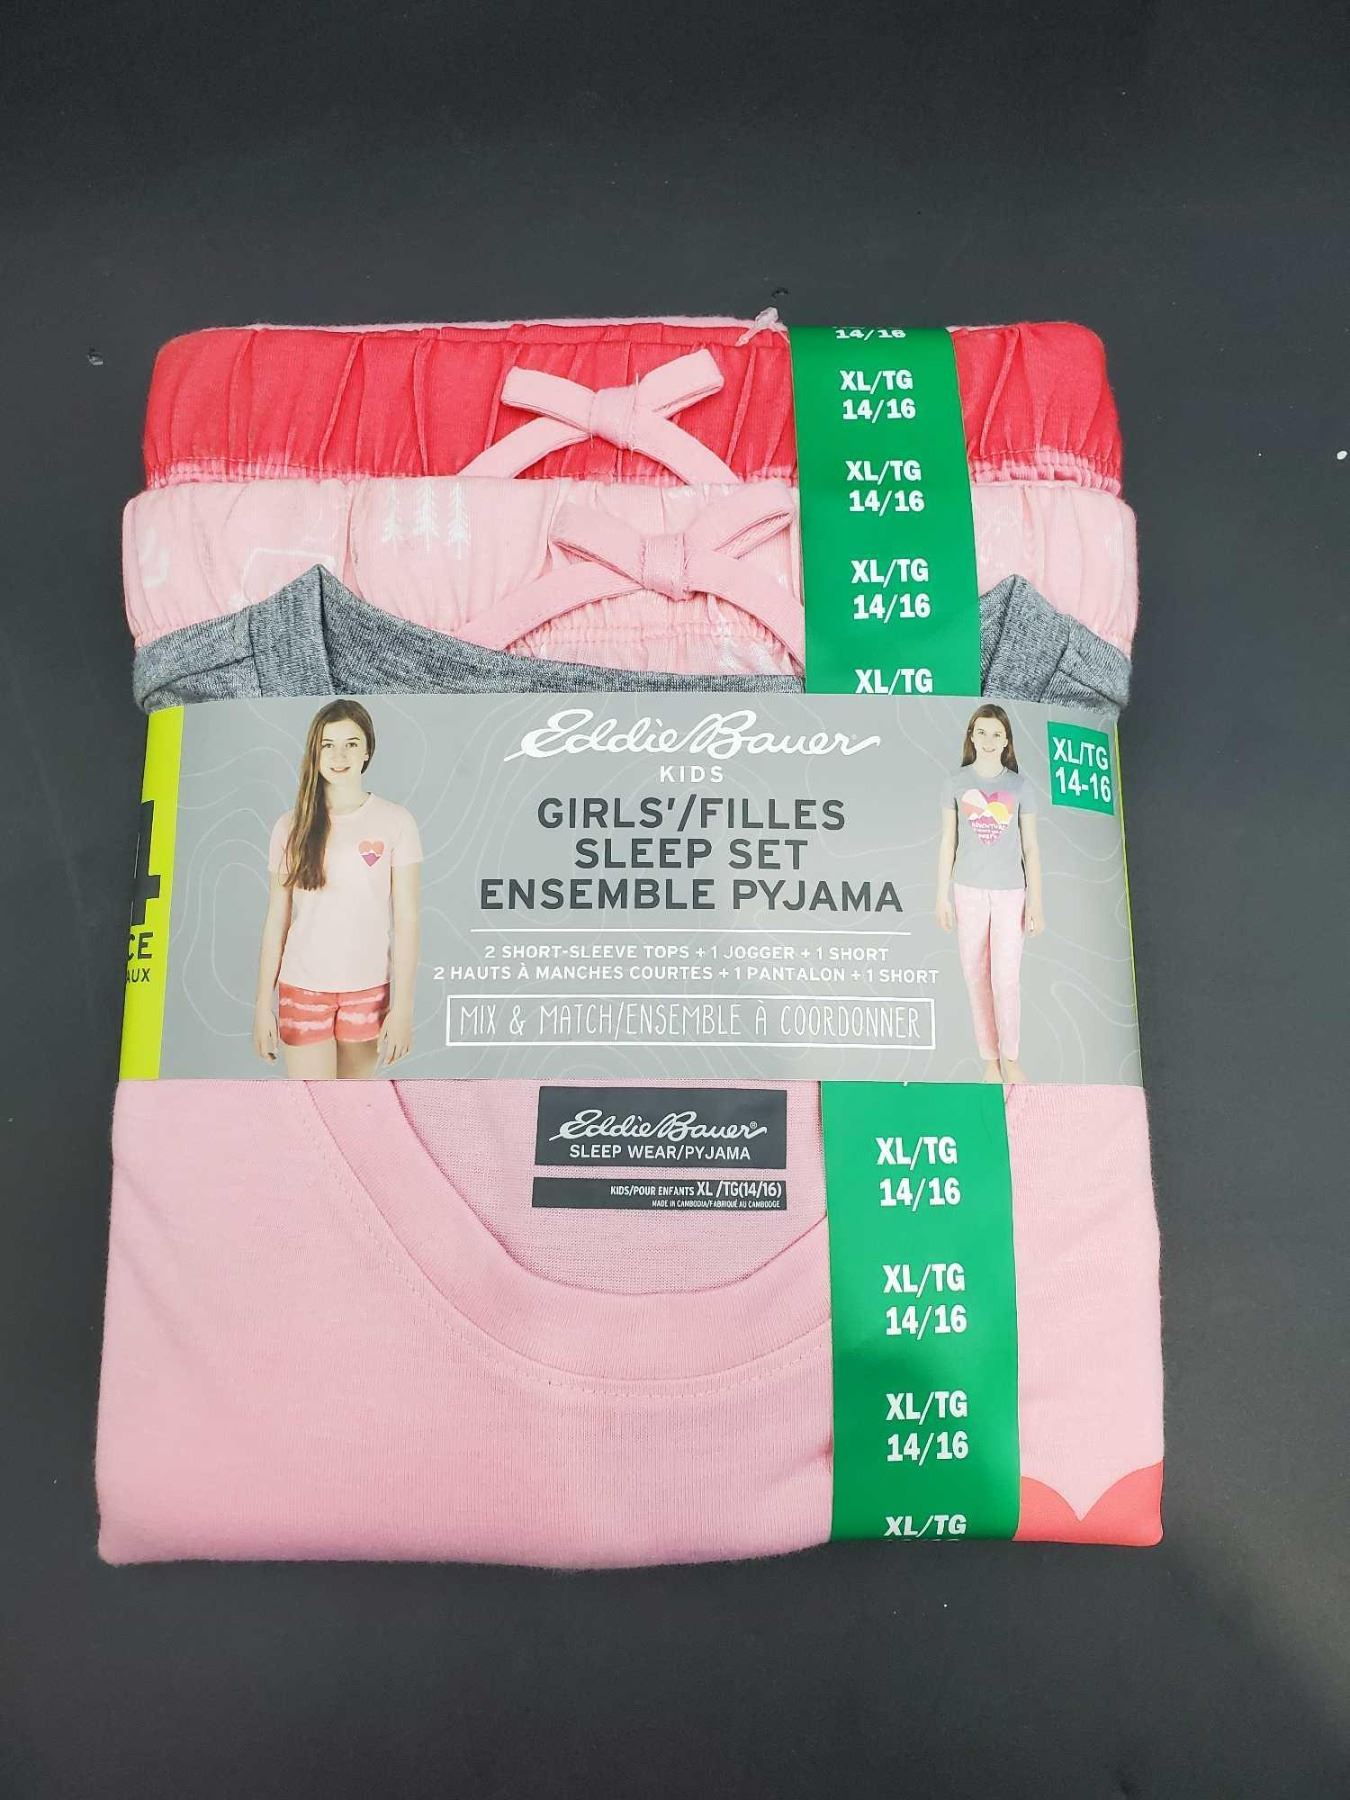 14/16
XL/TG
14/16
XL/TG
14/16
XL/TG
14/16
XL/TG
4
CE
AUX
Eddie Bauer®
KIDS
GIRLS'/FILLES
SLEEP SET
ENSEMBLE PYJAMA
2 SHORT-SLEEVE TOPS + 1 JOGGER + 1 SHORT
2 HAUTS À MANCHES COURTES + 1 PANTALON + 1 SHORT
MIX & MATCH/ENSEMBLE À COORDONNER
XL/TG
14-16
ADVENTURE
Eddie Bauer®
SLEEP WEAR/PYJAMA
KIDS/POUR ENFANTS XL /TG(14/16)
MADE IN CAMBODIA/FABRIQUÉ AU CAMBODGE
XL/TG
14/16
XL/TG
14/16
XL/TG
14/16
XL/TG